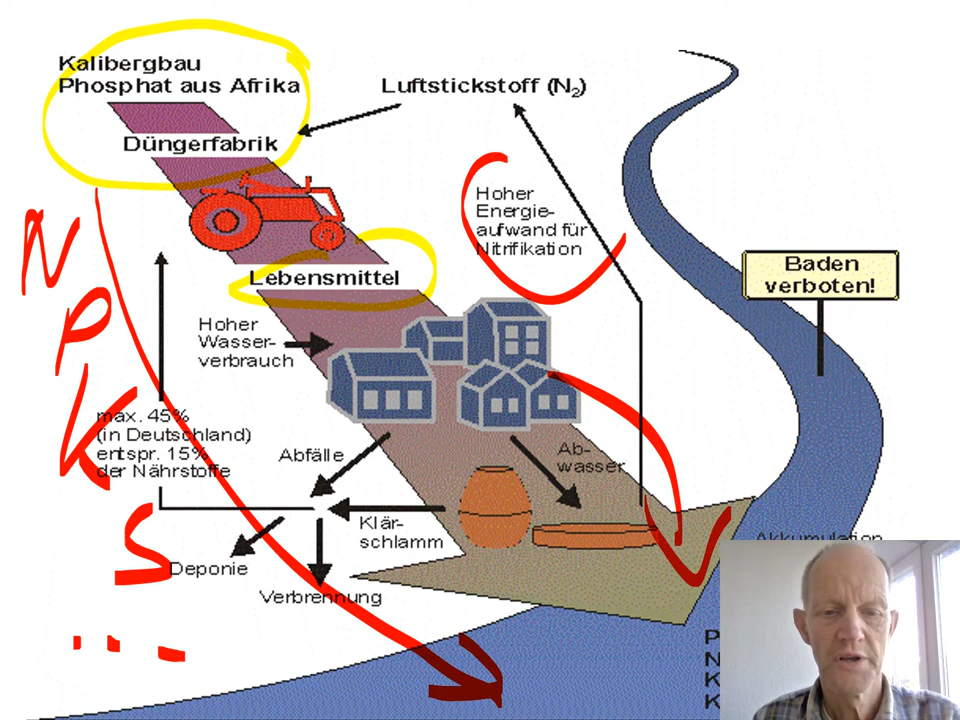 Kalibergbau
Phosphat aus Afrika
Luftstickstoff (N₂)
Düngerfabrik
Hoher
Energie-
aufwand für
Nitrifikation
Lebensmittel
Baden
verboten!
Hoher
Wasser-
verbrauch
max. 45%
(in Deutschland)
entspr. 15%
der Nährstoffe
Abfälle
Ab-
wasser
Klär-
schlamm
Deponie
Verbrennung
Akkumulation
P
N
K
K
N
P
K
S
...